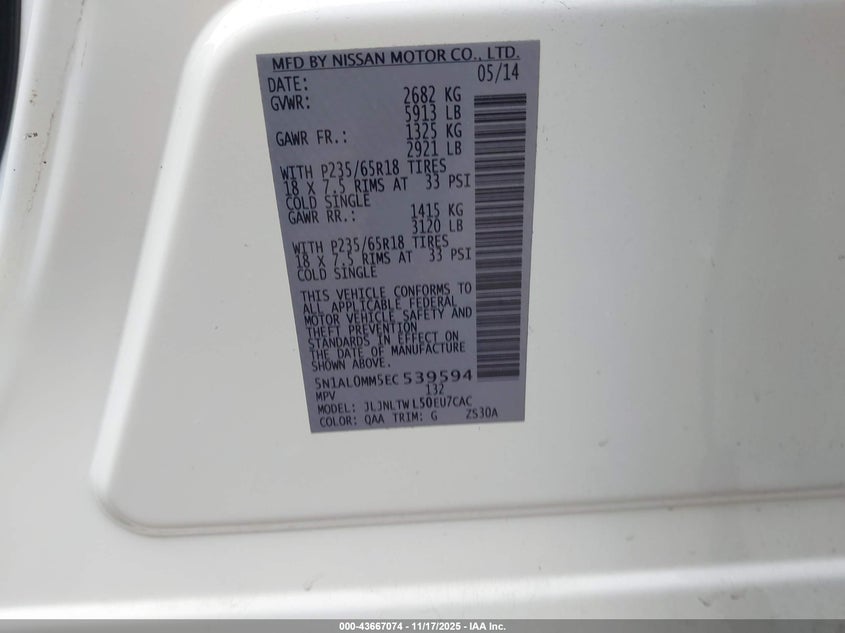 MFD BY NISSAN MOTOR CO., LTD.
DATE: 05/14
GVWR: 2682 KG
5913 LB
GAWR FR.: 1325 KG
2921 LB
WITH P235/65R18 TIRES
18 X 7.5 RIMS AT 33 PSI
COLD SINGLE
GAWR RR.: 1415 KG
3120 LB
WITH P235/65R18 TIRES
18 X 7.5 RIMS AT 33 PSI
COLD SINGLE
THIS VEHICLE CONFORMS TO
ALL APPLICABLE FEDERAL
MOTOR VEHICLE SAFETY AND
THEFT PREVENTION
STANDARDS IN EFFECT ON
THE DATE OF MANUFACTURE
SHOWN ABOVE.
5N1AL0MM5EC539594
MPV 132
MODEL: JLJNLTWL50EU7CAC
COLOR: QAA TRIM: G ZS30A
000-43667074 — 11/17/2025 — IAA Inc.